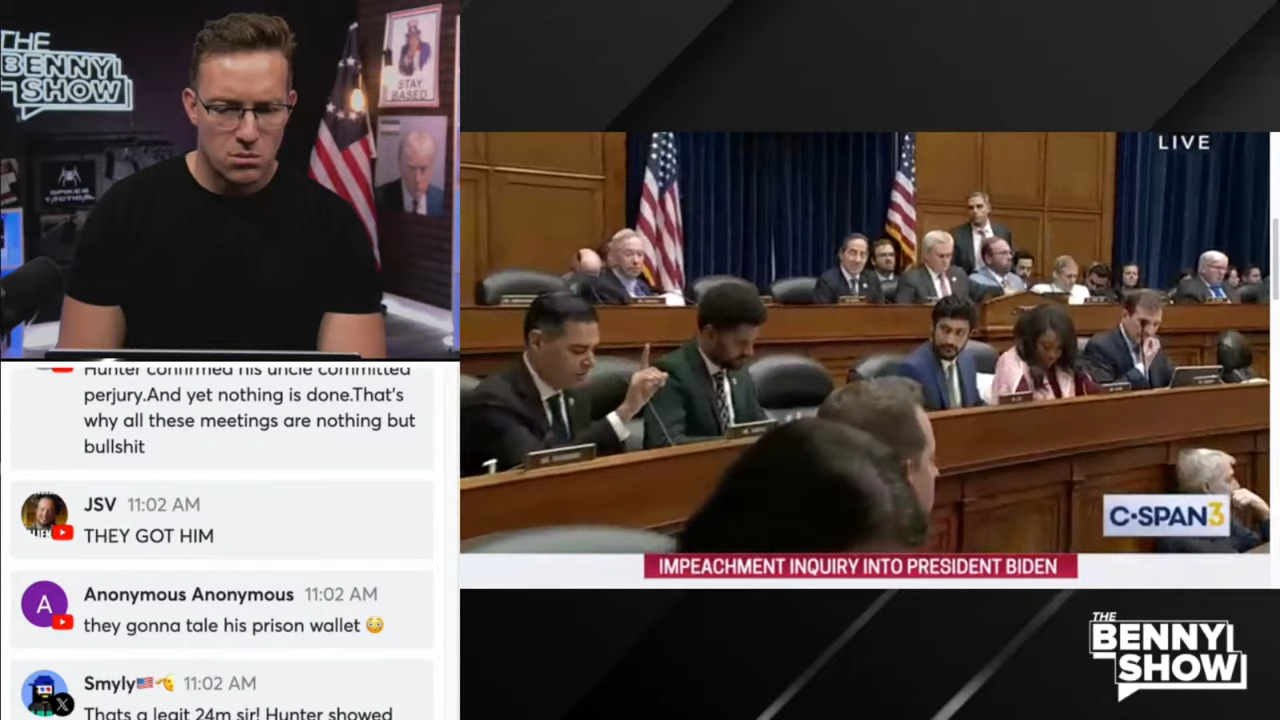 THE
BENNY
SHOW
STAY
BASED
SPIKE'S
TACTICAL
LIVE
Hunter confirmed his uncle committed
perjury.And yet nothing is done.That's
why all these meetings are nothing but
bullshit
JSV 11:02 AM
THEY GOT HIM
A
Anonymous Anonymous 11:02 AM
they gonna tale his prison wallet 😳
Smyly🇺🇸🫡 11:02 AM
Thats a legit 24m sir! Hunter showed
C-SPAN3
IMPEACHMENT INQUIRY INTO PRESIDENT BIDEN
THE
BENNY
SHOW